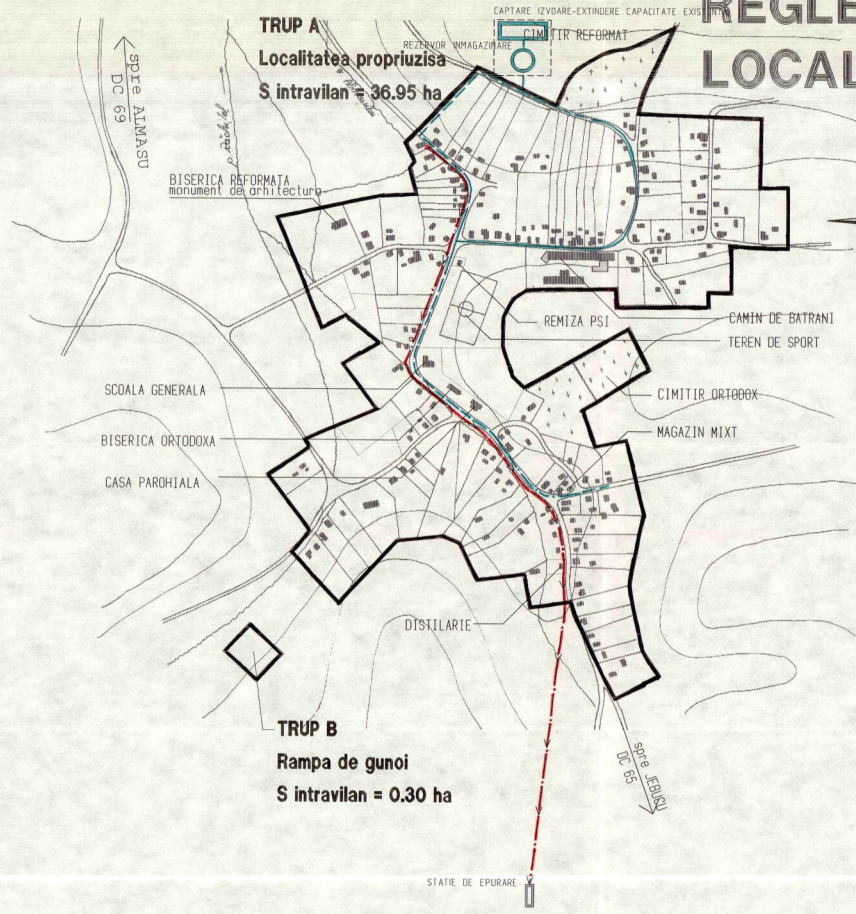 CAPTARE IZVOARE-EXTINDERE CAPACITATE
REGLE
LOCAL
TRUP A
Localitatea propriuzisa
S intravilan = 36.95 ha
REZERVOR INMAGAZINARE
CIMITIR REFORMAT
spre ALMASU
DC 69
BISERICA REFORMATA
monument de arhitectura
REMIZA PSI
CAMIN DE BATRANI
TEREN DE SPORT
SCOALA GENERALA
CIMITIR ORTODOX
BISERICA ORTODOXA
MAGAZIN MIXT
CASA PAROHIALA
DISTILARIE
TRUP B
Rampa de gunoi
S intravilan = 0.30 ha
spre JEBUCU
DC 65
STATIE DE EPURARE